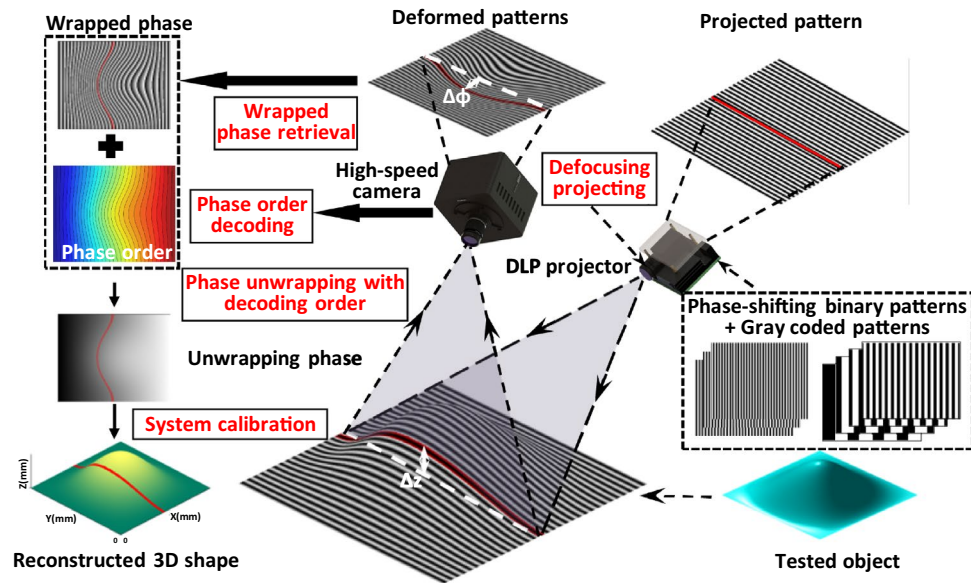 Wrapped phase
Deformed patterns
Projected pattern
Δϕ
Wrapped
phase retrieval
High-speed
camera
Defocusing
projecting
Phase order
decoding
Phase order
DLP projector
Phase unwrapping with
decoding order
Phase-shifting binary patterns
+ Gray coded patterns
Unwrapping phase
System calibration
Δz
Z(mm)
Y(mm)
X(mm)
0 0
Reconstructed 3D shape
Tested object